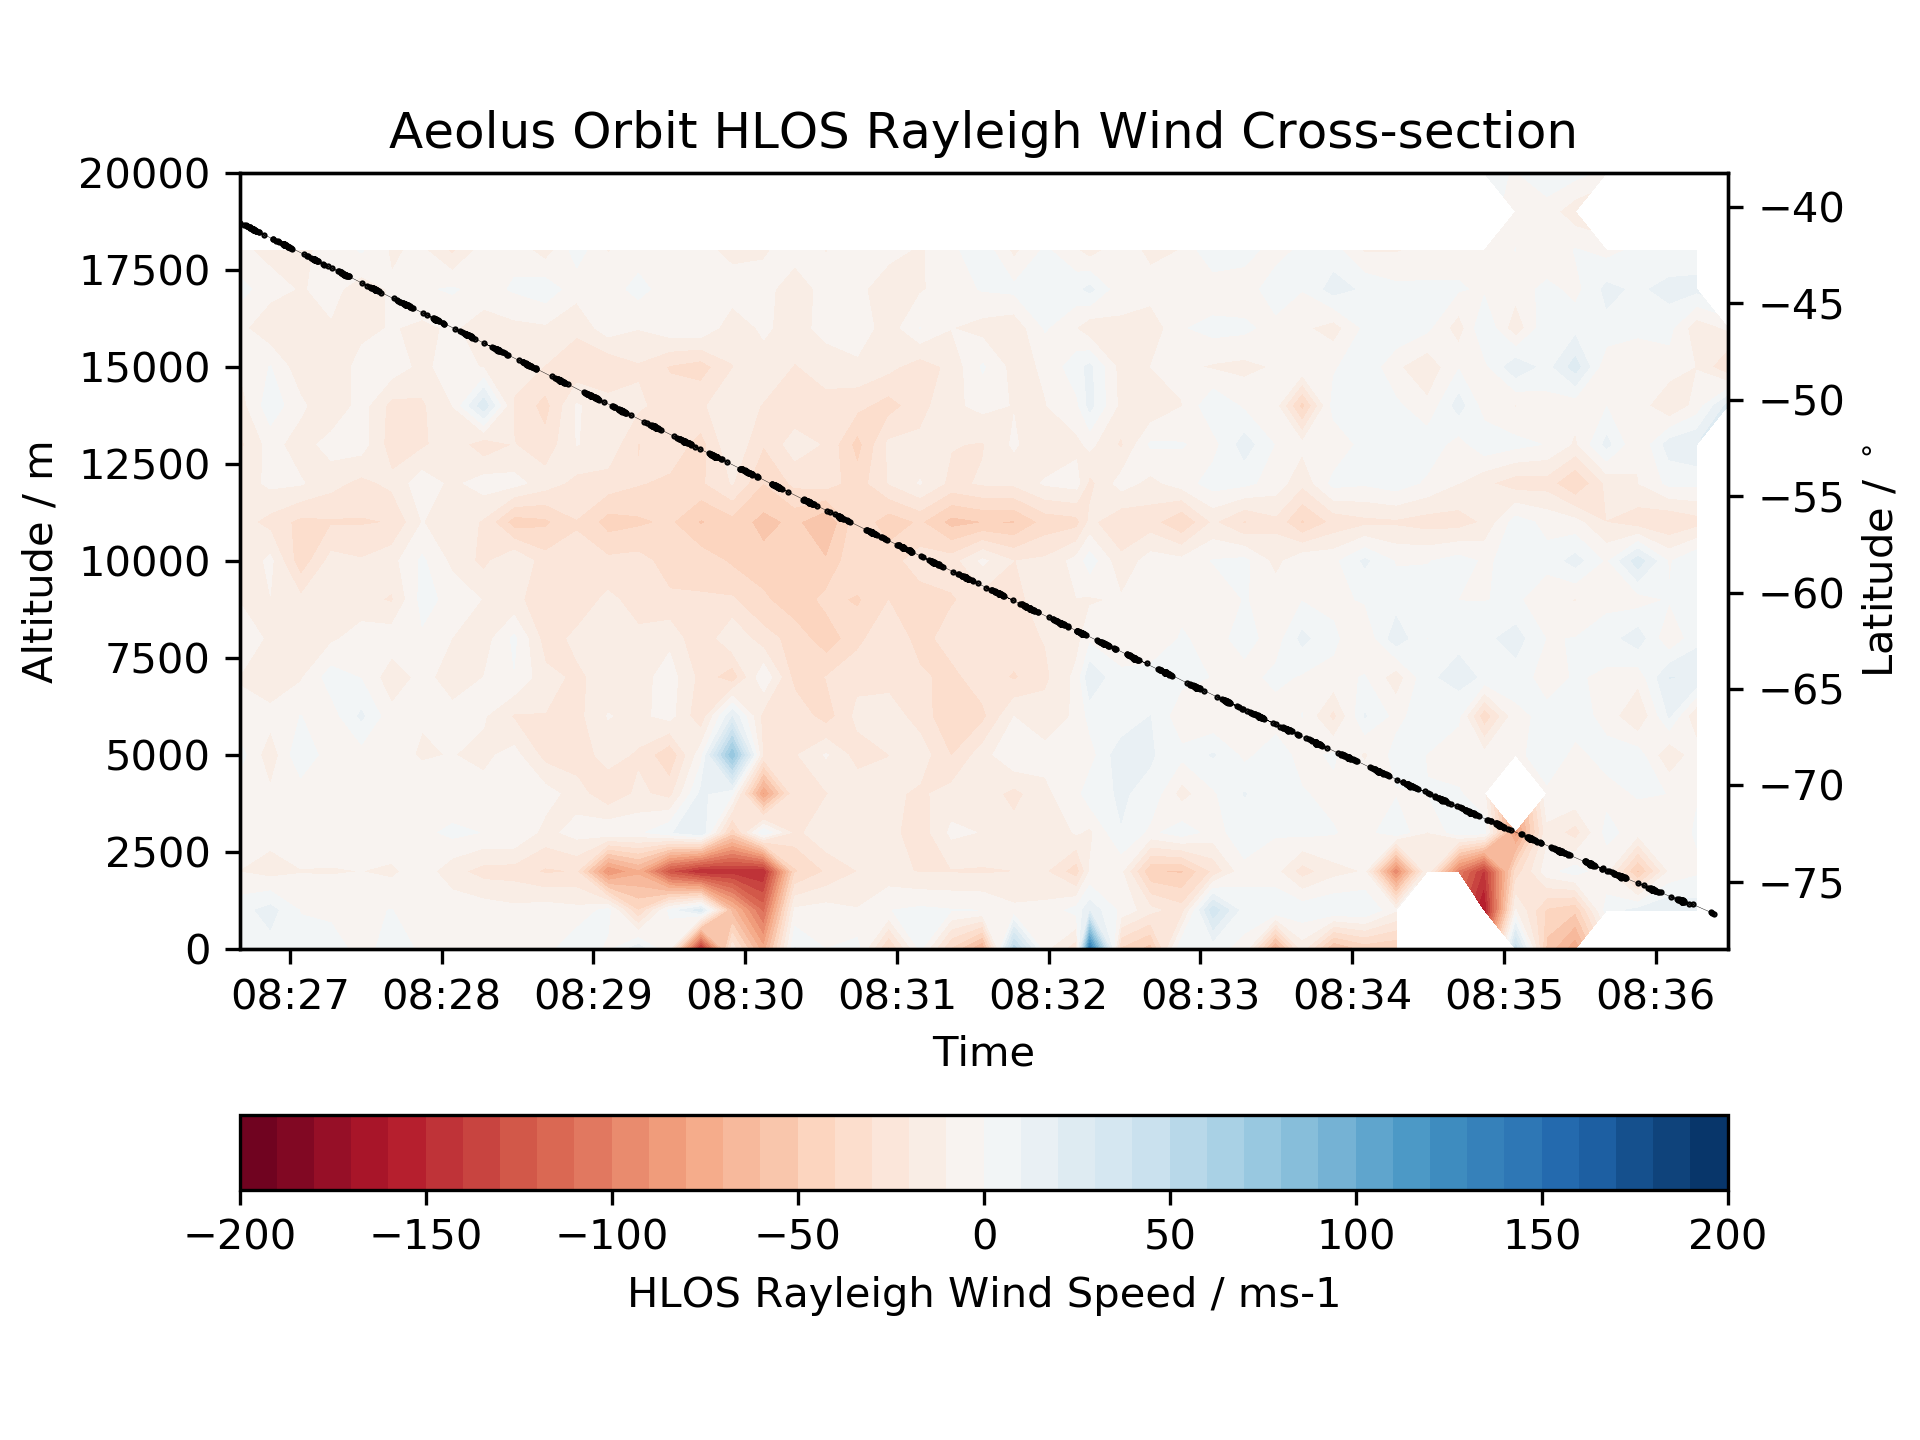 Aeolus Orbit HLOS Rayleigh Wind Cross-section
20000
17500
15000
12500
10000
7500
5000
2500
0
Altitude / m
−40
−45
−50
−55
−60
−65
−70
−75
Latitude / °
08:27 08:28 08:29 08:30 08:31 08:32 08:33 08:34 08:35 08:36
Time
−200 −150 −100 −50 0 50 100 150 200
HLOS Rayleigh Wind Speed / ms-1